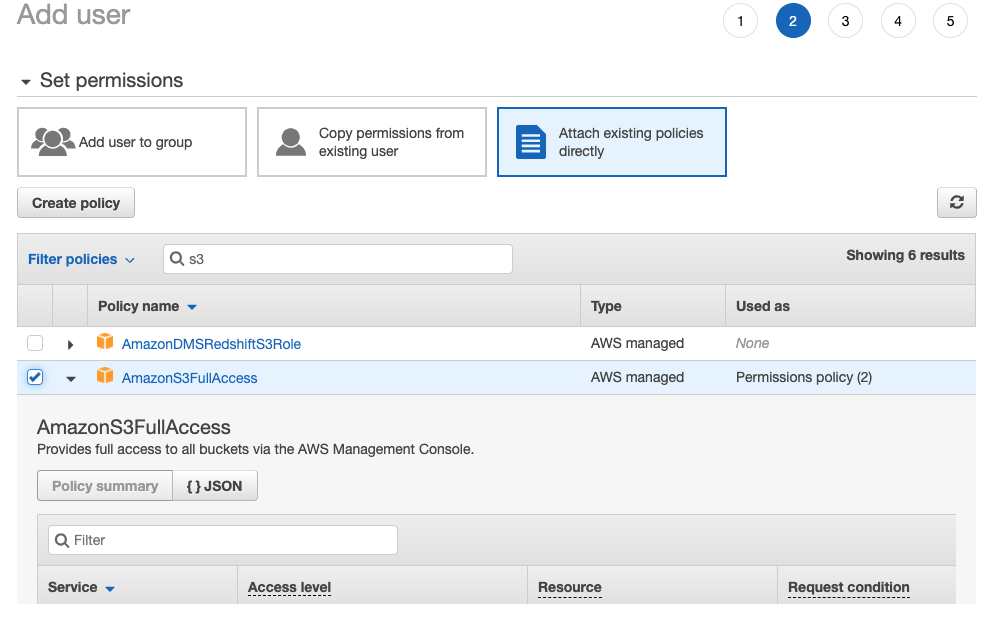 Add user
1 2 3 4 5
Set permissions
Add user to group
Copy permissions from
existing user
Attach existing policies
directly
Create policy
Filter policies
s3
Showing 6 results
Policy name Type Used as
AmazonDMSRedshiftS3Role AWS managed None
AmazonS3FullAccess AWS managed Permissions policy (2)
AmazonS3FullAccess
Provides full access to all buckets via the AWS Management Console.
Policy summary { } JSON
Filter
Service Access level Resource Request condition